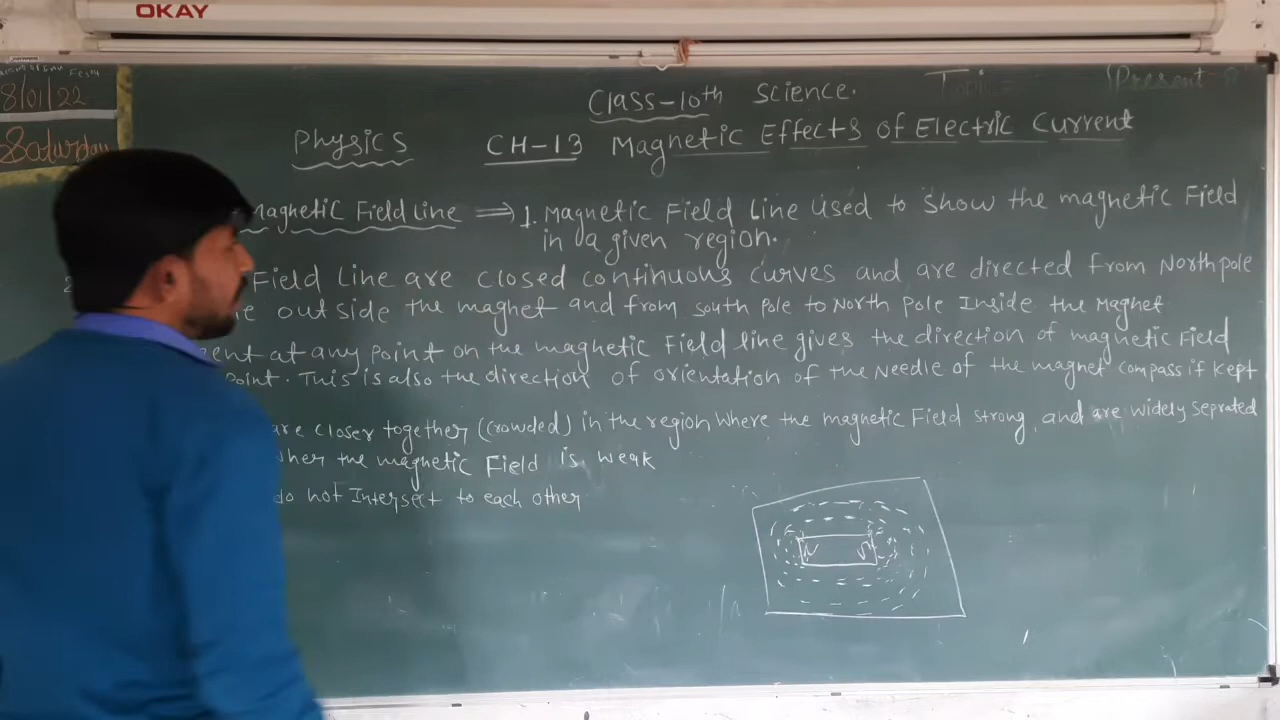 OKAY
8/01/22
Saturday
Class-10th Science.
Physics CH-13 Magnetic Effects of Electric Current
Magnetic Field Line ⇒ 1. Magnetic Field Line Used to show the magnetic Field
in a given region.
Field Line are closed continuous curves and are directed from North pole
out side the magnet and from south pole to North pole Inside the Magnet
at any point on the magnetic Field line gives the direction of magnetic Field
Point. This is also the direction of orientation of the Needle of the magnet compass if kept
are closer together (crowded) in the region where the magnetic Field strong, and are widely Seprated
the magnetic Field is weak
do not Intersect to each other
N S
Present